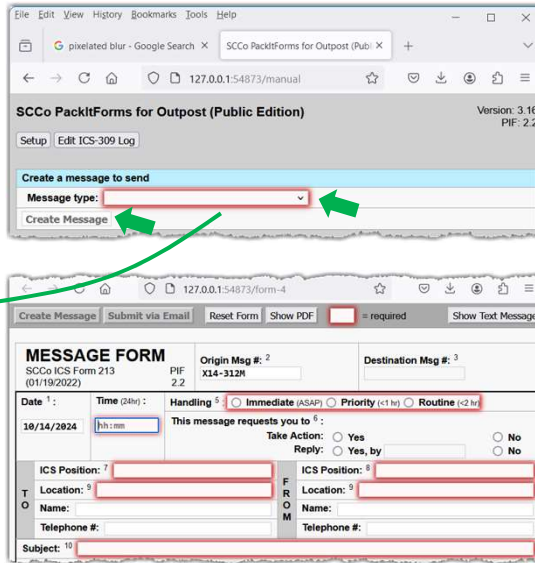 File Edit View History Bookmarks Tools Help
pixelated blur - Google Search × SCCo PackItForms for Outpost (Publ ×
127.0.0.1:54873/manual
SCCo PackItForms for Outpost (Public Edition) Version: 3.16
PIF: 2.2
Setup Edit ICS-309 Log
Create a message to send
Message type:
Create Message
127.0.0.1:54873/form-4
Create Message Submit via Email Reset Form Show PDF = required Show Text Message
MESSAGE FORM Origin Msg #: 2 Destination Msg #: 3
SCCo ICS Form 213 PIF X14-312M
(01/19/2022) 2.2
Date 1 : Time (24hr) : Handling 5 : Immediate (ASAP) Priority (<1 hr) Routine (<2 hr)
10/14/2024 hh:mm This message requests you to 6 :
Take Action: Yes No
Reply: Yes, by No
TO FROM
ICS Position: 7 ICS Position: 8
Location: 9 Location: 9
Name: Name:
Telephone #: Telephone #:
Subject: 10